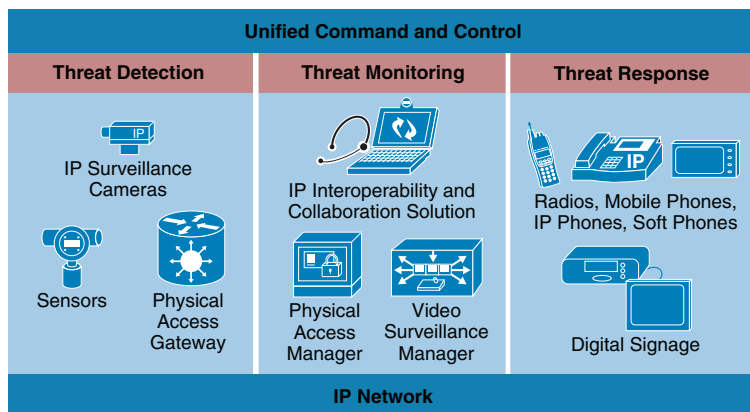 Unified Command and Control
Threat Detection
Threat Monitoring
Threat Response
IP
IP Surveillance
Cameras
Sensors
Physical
Access
Gateway
IP Interoperability and
Collaboration Solution
Physical
Access
Manager
Video
Surveillance
Manager
IP
Radios, Mobile Phones,
IP Phones, Soft Phones
Digital Signage
IP Network